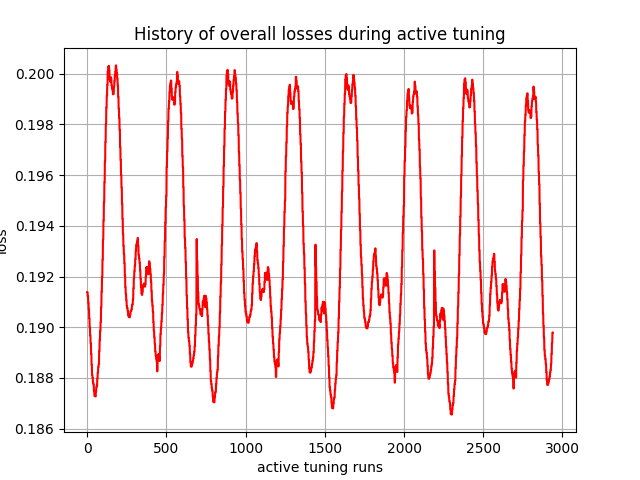 History of overall losses during active tuning
0.200
0.198
0.196
0.194
0.192
0.190
0.188
0.186
loss
0 500 1000 1500 2000 2500 3000
active tuning runs